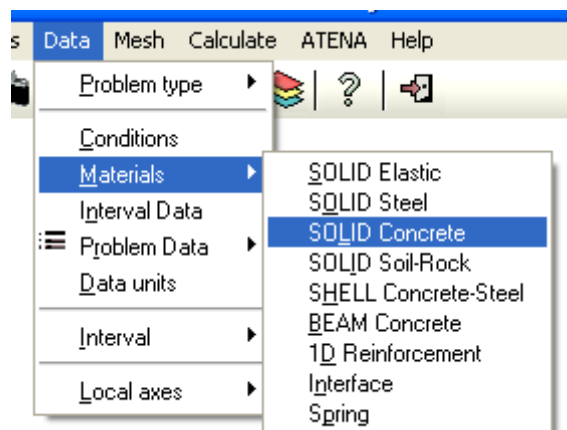 s Data Mesh Calculate ATENA Help
Problem type
Conditions
Materials
Interval Data
Problem Data
Data units
Interval
Local axes
SOLID Elastic
SOLID Steel
SOLID Concrete
SOLID Soil-Rock
SHELL Concrete-Steel
BEAM Concrete
1D Reinforcement
Interface
Spring